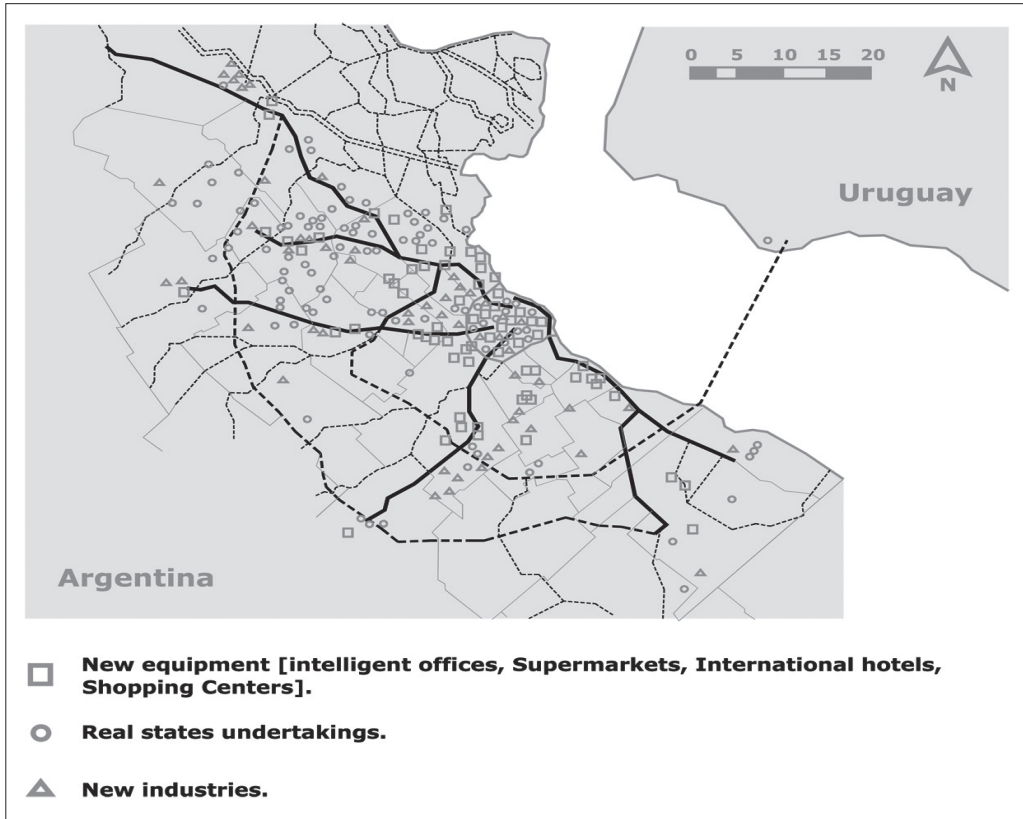 0 5 10 15 20
N
Uruguay
Argentina
New equipment [intelligent offices, Supermarkets, International hotels,
Shopping Centers].
Real states undertakings.
New industries.